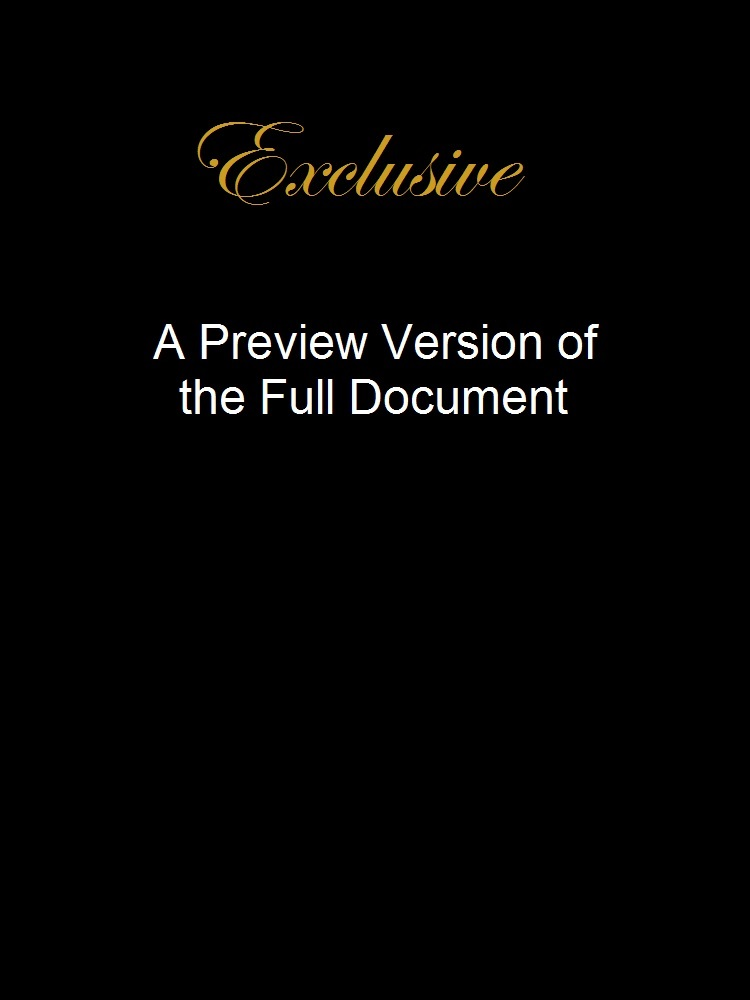 Exclusive
A Preview Version of
the Full Document